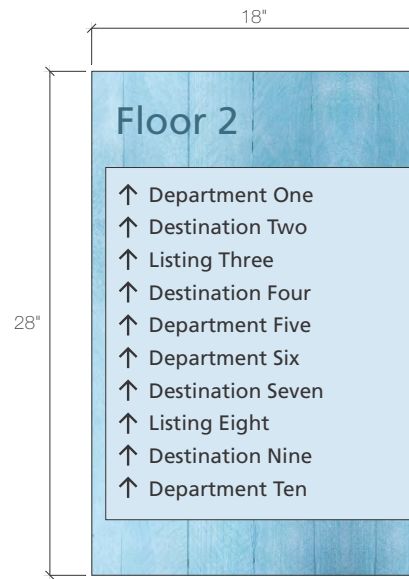 18"
Floor 2
↑ Department One
↑ Destination Two
↑ Listing Three
↑ Destination Four
↑ Department Five
28"
↑ Department Six
↑ Destination Seven
↑ Listing Eight
↑ Destination Nine
↑ Department Ten